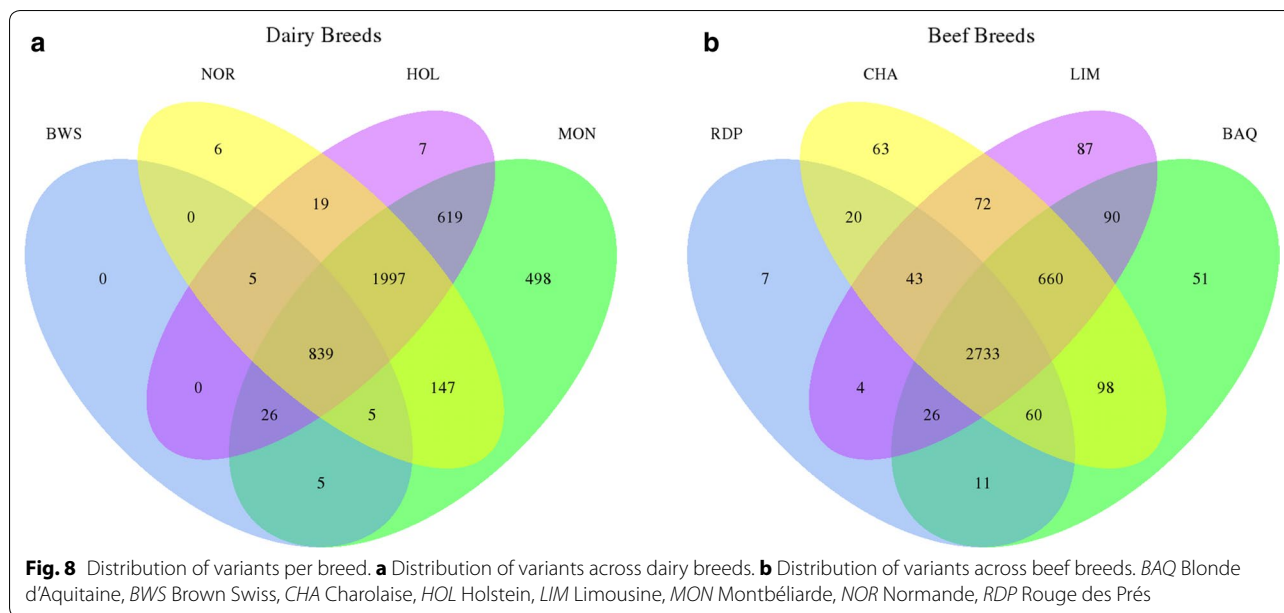 a
Dairy Breeds
NOR
HOL
BWS
MON
6
7
0
19
619
0
5
1997
498
839
0
147
26
5
5
b
Beef Breeds
CHA
LIM
RDP
BAQ
63
87
20
72
90
7
43
660
51
2733
4
98
26
60
11
Fig. 8 Distribution of variants per breed. a Distribution of variants across dairy breeds. b Distribution of variants across beef breeds. BAQ Blonde
d’Aquitaine, BWS Brown Swiss, CHA Charolaise, HOL Holstein, LIM Limousine, MON Montbéliarde, NOR Normande, RDP Rouge des Prés